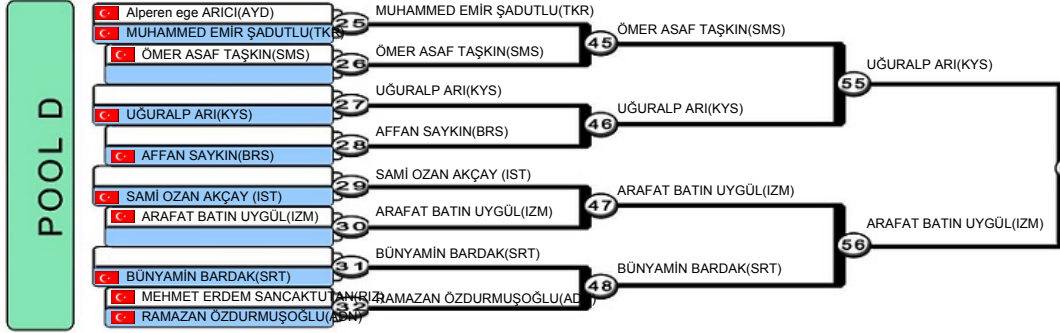 POOL D
Alperen ege ARICI(AYD)
MUHAMMED EMİR ŞADUTLU(TKR)
ÖMER ASAF TAŞKIN(SMS)
UĞURALP ARI(KYS)
AFFAN SAYKIN(BRS)
SAMİ OZAN AKÇAY (IST)
ARAFAT BATIN UYGÜL(IZM)
BÜNYAMİN BARDAK(SRT)
MEHMET ERDEM SANCAKTUTAN(RIZ)
RAMAZAN ÖZDURMUŞOĞLU(ADN)
25
26
27
28
29
30
31
32
MUHAMMED EMİR ŞADUTLU(TKR)
ÖMER ASAF TAŞKIN(SMS)
UĞURALP ARI(KYS)
AFFAN SAYKIN(BRS)
SAMİ OZAN AKÇAY (IST)
ARAFAT BATIN UYGÜL(IZM)
BÜNYAMİN BARDAK(SRT)
RAMAZAN ÖZDURMUŞOĞLU(ADN)
45
46
47
48
ÖMER ASAF TAŞKIN(SMS)
UĞURALP ARI(KYS)
ARAFAT BATIN UYGÜL(IZM)
BÜNYAMİN BARDAK(SRT)
55
56
UĞURALP ARI(KYS)
ARAFAT BATIN UYGÜL(IZM)